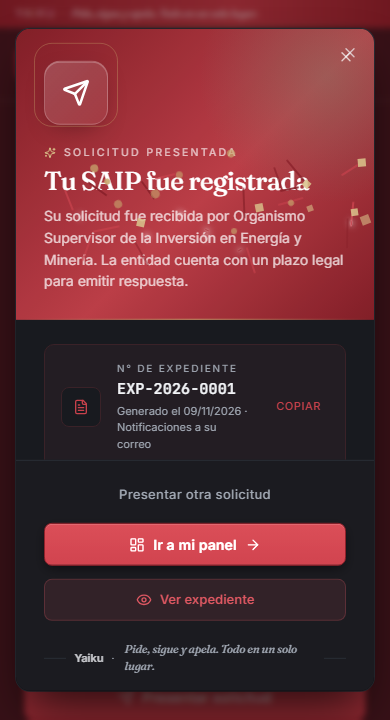 SOLICITUD PRESENTADA
Tu SAIP fue registrada
Su solicitud fue recibida por Organismo
Supervisor de la Inversión en Energía y
Minería. La entidad cuenta con un plazo legal
para emitir respuesta.
N° DE EXPEDIENTE
EXP-2026-0001
COPIAR
Generado el 09/11/2026 ·
Notificaciones a su
correo
Presentar otra solicitud
Ir a mi panel
Ver expediente
Yaiku · Pide, sigue y apela. Todo en un solo
lugar.